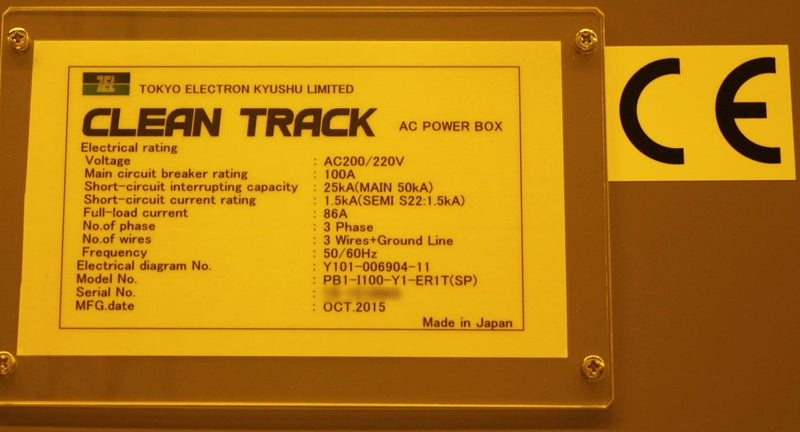 TEL TOKYO ELECTRON KYUSHU LIMITED
CLEAN TRACK AC POWER BOX
Electrical rating
Voltage : AC200/220V
Main circuit breaker rating : 100A
Short-circuit interrupting capacity : 25kA(MAIN 50kA)
Short-circuit current rating : 1.5kA(SEMI S22:1.5kA)
Full-load current : 86A
No.of phase : 3 Phase
No.of wires : 3 Wires+Ground Line
Frequency : 50/60Hz
Electrical diagram No. : Y101-006904-11
Model No. : PB1-I100-Y1-ER1T(SP)
Serial No. :
MFG.date : OCT.2015
Made in Japan
CE